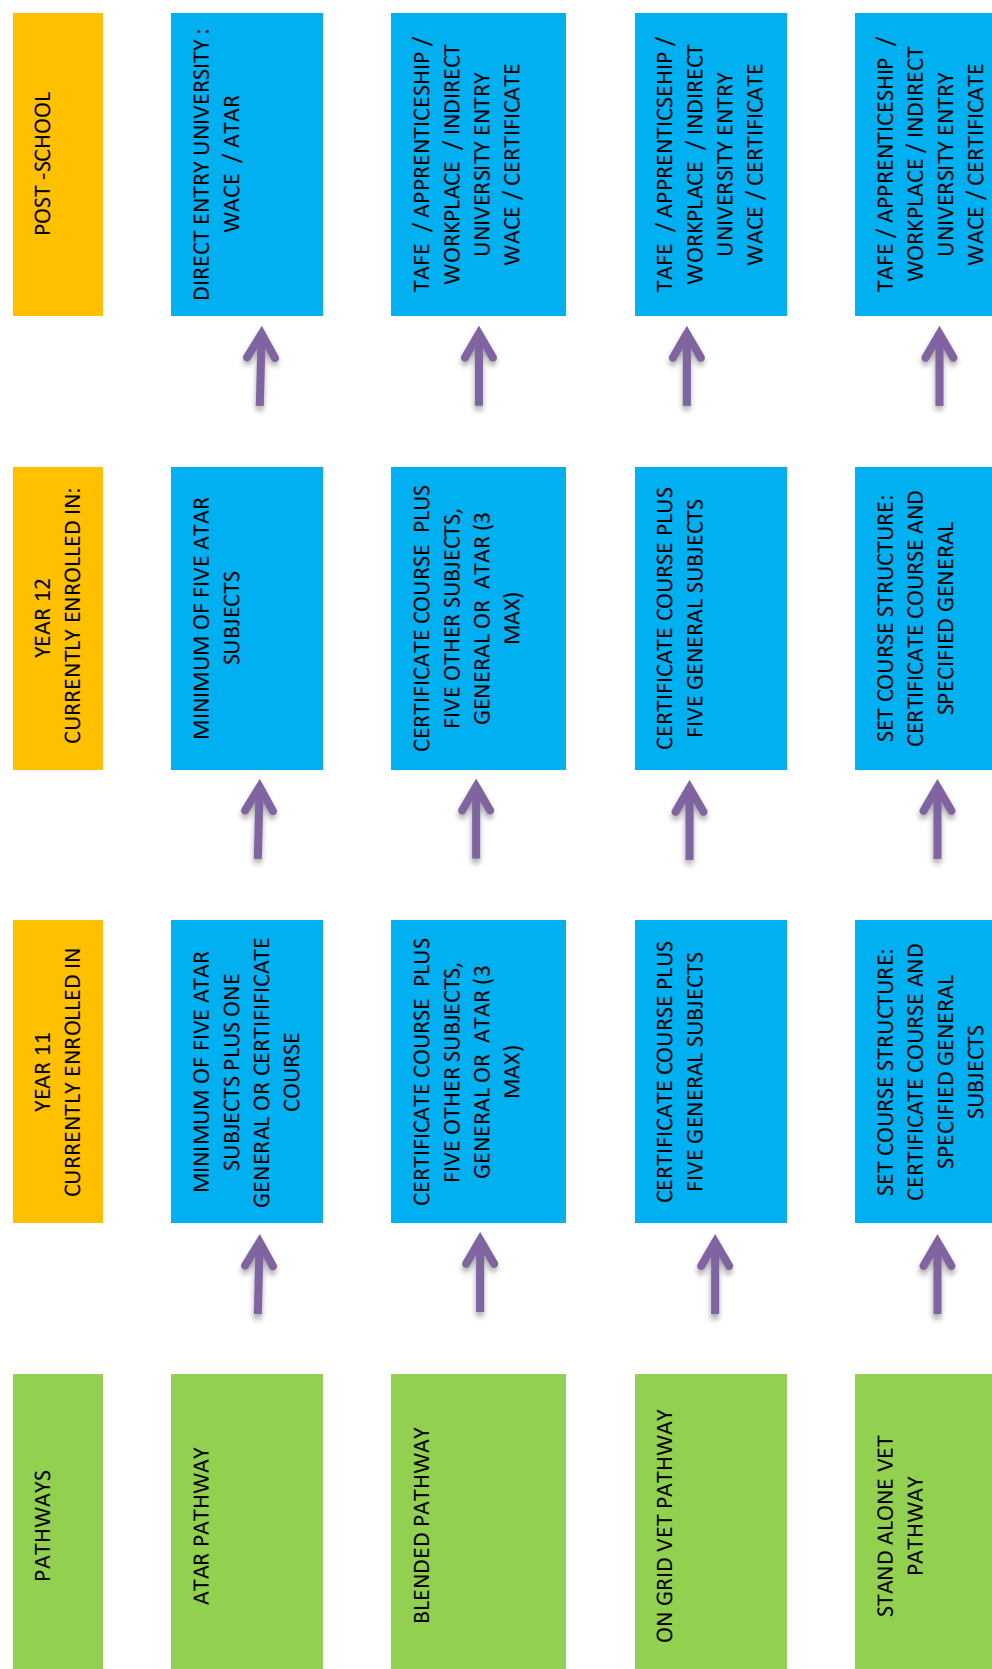 PATHWAYS
YEAR 11
CURRENTLY ENROLLED IN
YEAR 12
CURRENTLY ENROLLED IN:
POST -SCHOOL
ATAR PATHWAY
MINIMUM OF FIVE ATAR
SUBJECTS PLUS ONE
GENERAL OR CERTIFIFICATE
COURSE
MINIMUM OF FIVE ATAR
SUBJECTS
DIRECT ENTRY UNIVERSITY :
WACE / ATAR
BLENDED PATHWAY
CERTIFICATE COURSE PLUS
FIVE OTHER SUBJECTS,
GENERAL OR ATAR (3
MAX)
CERTIFICATE COURSE PLUS
FIVE OTHER SUBJECTS,
GENERAL OR ATAR (3
MAX)
TAFE / APPRENTICESHIP /
WORKPLACE / INDIRECT
UNIVERSITY ENTRY
WACE / CERTIFICATE
ON GRID VET PATHWAY
CERTIFICATE COURSE PLUS
FIVE GENERAL SUBJECTS
CERTIFICATE COURSE PLUS
FIVE GENERAL SUBJECTS
TAFE / APPRENTICSEHIP /
WORKPLACE / INDIRECT
UNIVERSITY ENTRY
WACE / CERTIFICATE
STAND ALONE VET
PATHWAY
SET COURSE STRUCTURE:
CERTIFICATE COURSE AND
SPECIFIED GENERAL
SUBJECTS
SET COURSE STRUCTURE:
CERTIFICATE COURSE AND
SPECIFIED GENERAL
TAFE / APPRENTICESHIP /
WORKPLACE / INDIRECT
UNIVERSITY ENTRY
WACE / CERTIFICATE